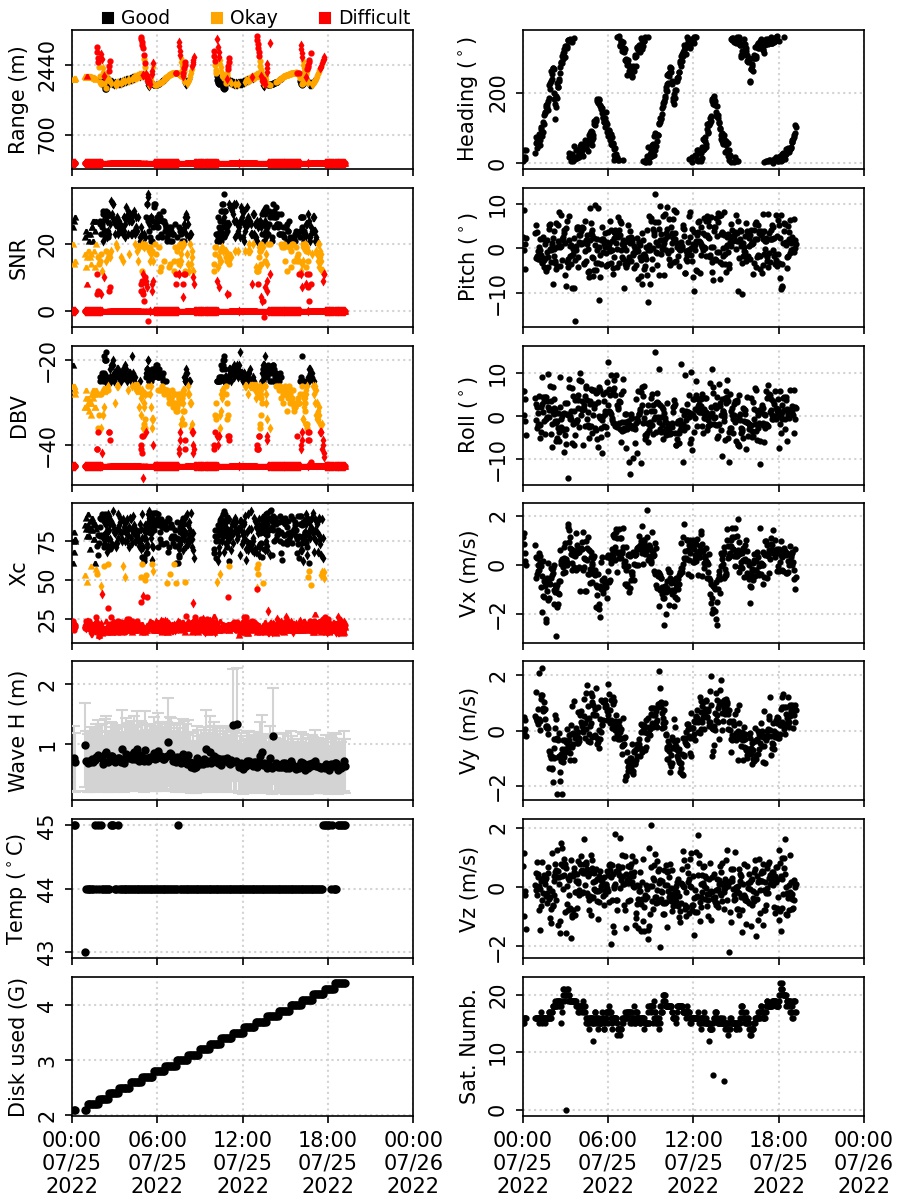 Good Okay Difficult
Range (m)
2440
700
Heading (°)
200
0
SNR
20
0
Pitch (°)
10
0
−10
DBV
−20
−40
Roll (°)
10
0
−10
Xc
75
50
25
Vx (m/s)
2
0
−2
Wave H (m)
2
1
Vy (m/s)
2
0
−2
Temp (°C)
45
44
43
Vz (m/s)
2
0
−2
Disk used (G)
4
3
2
Sat. Numb.
20
10
0
00:00 06:00 12:00 18:00 00:00
07/25 07/25 07/25 07/25 07/26
2022 2022 2022 2022 2022
00:00 06:00 12:00 18:00 00:00
07/25 07/25 07/25 07/25 07/26
2022 2022 2022 2022 2022